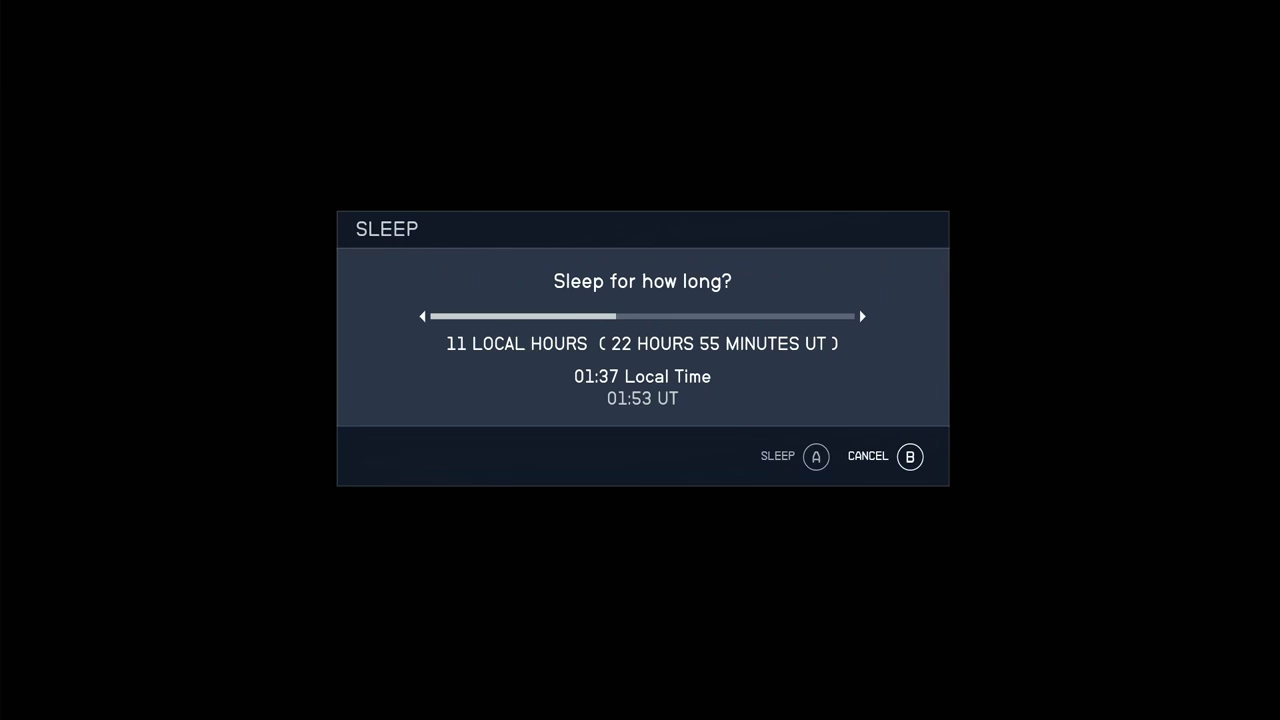 SLEEP
Sleep for how long?
11 LOCAL HOURS ( 22 HOURS 55 MINUTES UT )
01:37 Local Time
01:53 UT
SLEEP A CANCEL B